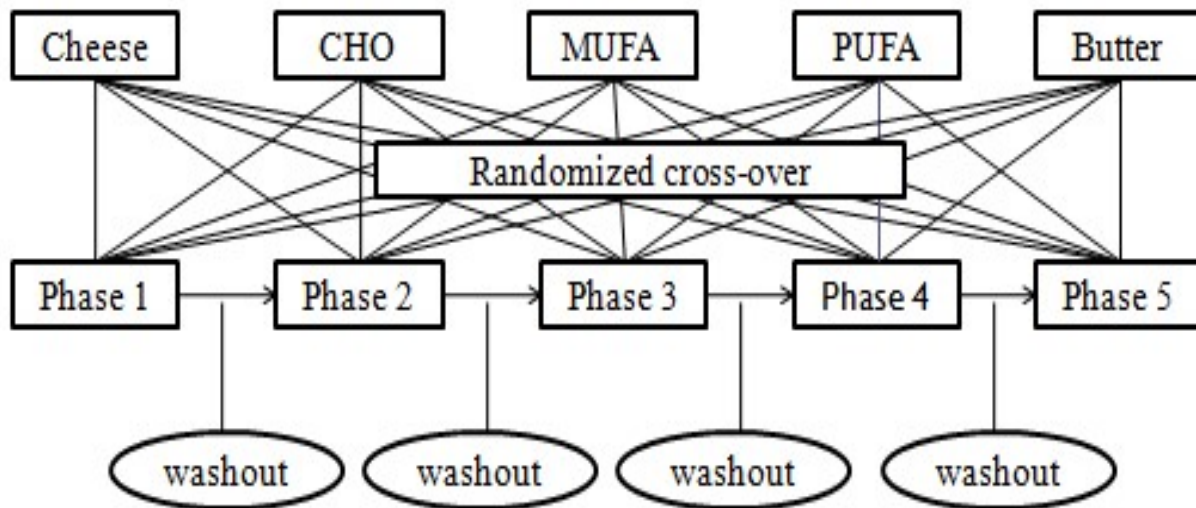 Cheese
CHO
MUFA
PUFA
Butter
Randomized cross-over
Phase 1
Phase 2
Phase 3
Phase 4
Phase 5
washout
washout
washout
washout